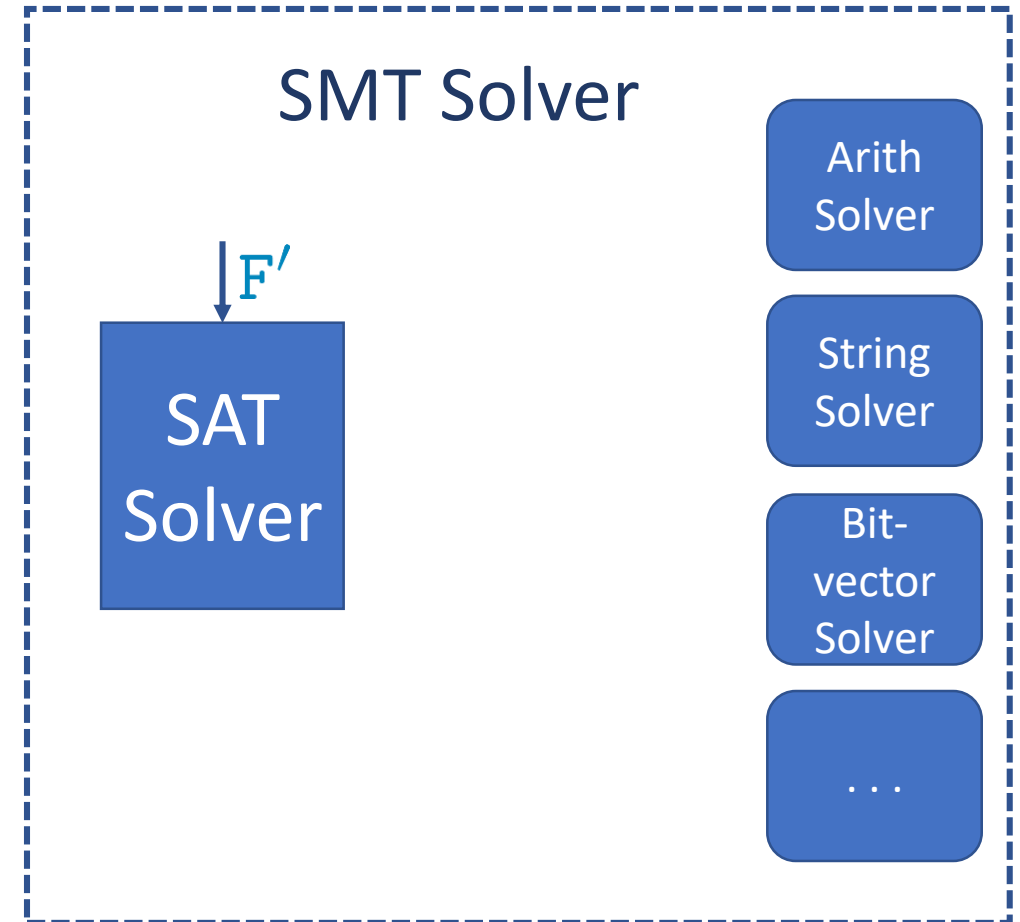 SMT Solver
F′
SAT
Solver
Arith
Solver
String
Solver
Bit-
vector
Solver
. . .